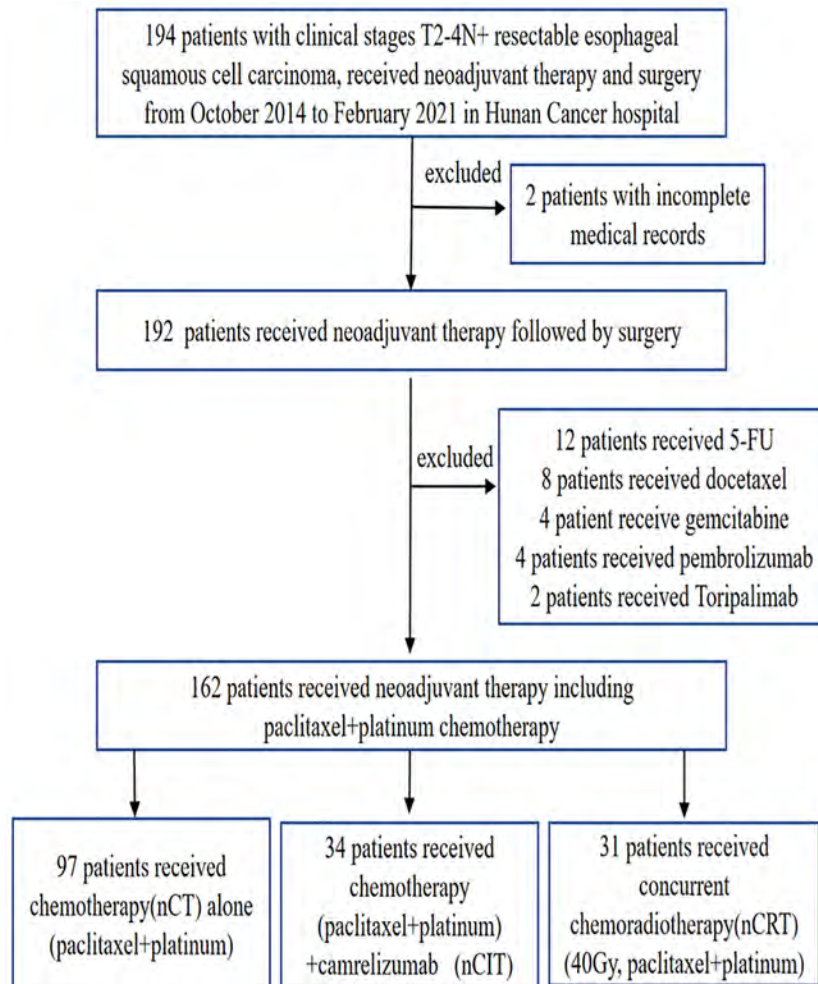 194 patients with clinical stages T2-4N+ resectable esophageal
squamous cell carcinoma, received neoadjuvant therapy and surgery
from October 2014 to February 2021 in Hunan Cancer hospital
excluded
2 patients with incomplete
medical records
192 patients received neoadjuvant therapy followed by surgery
excluded
12 patients received 5-FU
8 patients received docetaxel
4 patient receive gemcitabine
4 patients received pembrolizumab
2 patients received Toripalimab
162 patients received neoadjuvant therapy including
paclitaxel+platinum chemotherapy
97 patients received
chemotherapy(nCT) alone
(paclitaxel+platinum)
34 patients received
chemotherapy
(paclitaxel+platinum)
+camrelizumab (nCIT)
31 patients received
concurrent
chemoradiotherapy(nCRT)
(40Gy, paclitaxel+platinum)